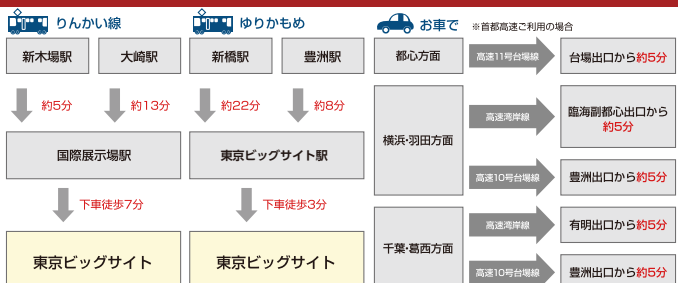 りんかい線
新木場駅
大崎駅
約5分
約13分
国際展示場駅
下車徒歩7分
東京ビッグサイト
ゆりかもめ
新橋駅
豊洲駅
約22分
約8分
東京ビッグサイト駅
下車徒歩3分
東京ビッグサイト
お車で
※首都高速ご利用の場合
都心方面
高速11号台場線
台場出口から約5分
横浜・羽田方面
高速湾岸線
臨海副都心出口から
約5分
高速10号台場線
豊洲出口から約5分
千葉・葛西方面
高速湾岸線
有明出口から約5分
高速10号台場線
豊洲出口から約5分